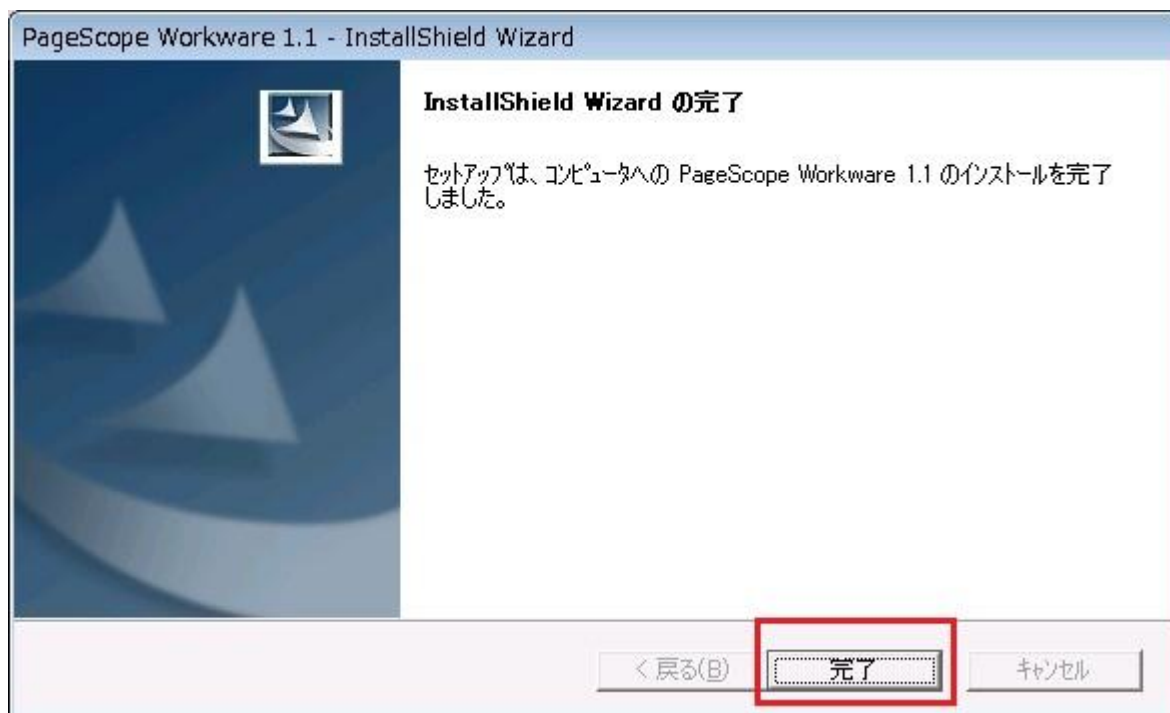 PageScope Workware 1.1 - InstallShield Wizard
InstallShield Wizard の完了
セットアップは、コンピュータへの PageScope Workware 1.1 のインストールを完了
しました。
< 戻る(B)
完了
キャンセル